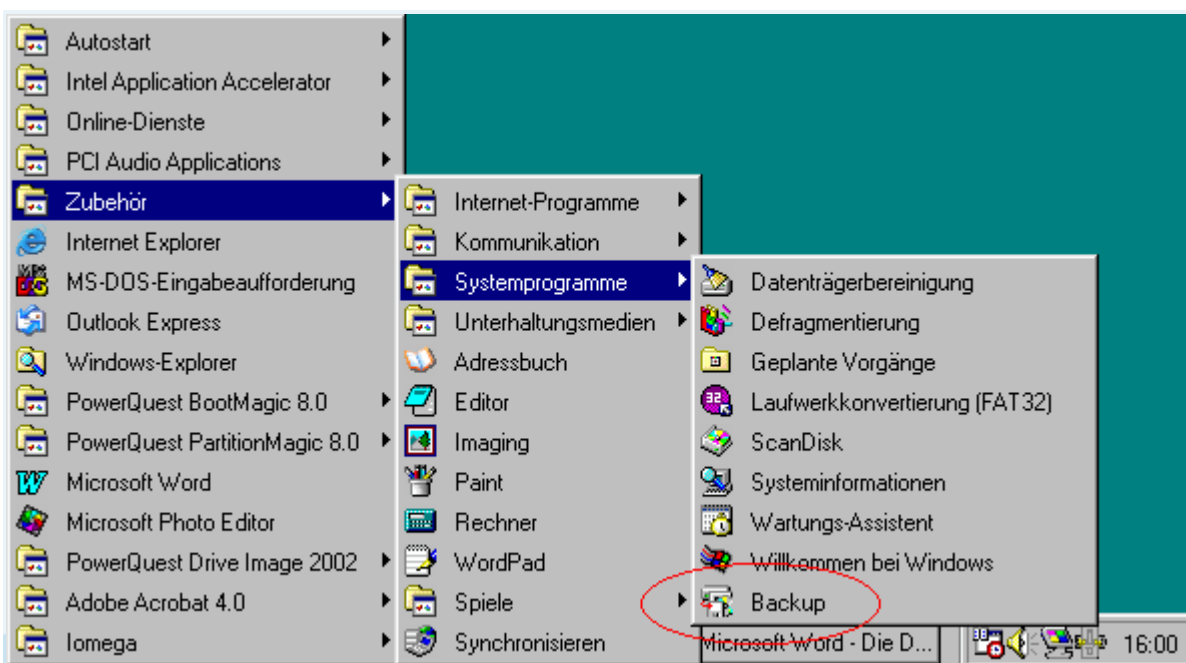 Autostart
Intel Application Accelerator
Online-Dienste
PCI Audio Applications
Zubehör
Internet Explorer
MS-DOS-Eingabeaufforderung
Outlook Express
Windows-Explorer
PowerQuest BootMagic 8.0
PowerQuest PartitionMagic 8.0
Microsoft Word
Microsoft Photo Editor
PowerQuest Drive Image 2002
Adobe Acrobat 4.0
Iomega
Internet-Programme
Kommunikation
Systemprogramme
Unterhaltungsmedien
Adressbuch
Editor
Imaging
Paint
Rechner
WordPad
Spiele
Synchronisieren
Datenträgerbereinigung
Defragmentierung
Geplante Vorgänge
Laufwerkkonvertierung (FAT32)
ScanDisk
Systeminformationen
Wartungs-Assistent
Willkommen bei Windows
Backup
Microsoft Word - Die D...
16:00